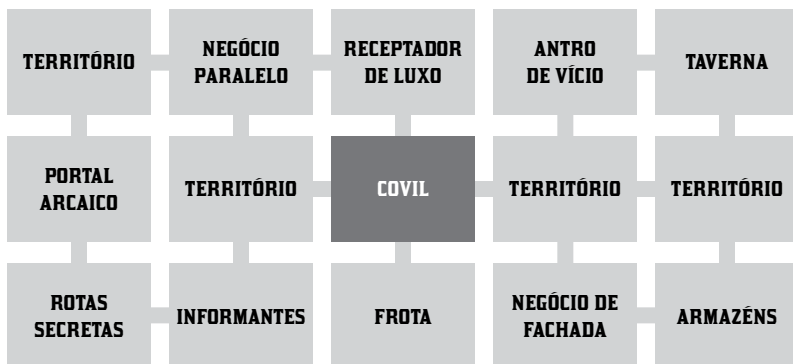 TERRITÓRIO
NEGÓCIO
PARALELO
RECEPTADOR
DE LUXO
ANTRO
DE VÍCIO
TAVERNA
PORTAL
ARCAICO
TERRITÓRIO
COVIL
TERRITÓRIO
TERRITÓRIO
ROTAS
SECRETAS
INFORMANTES
FROTA
NEGÓCIO DE
FACHADA
ARMAZÉNS